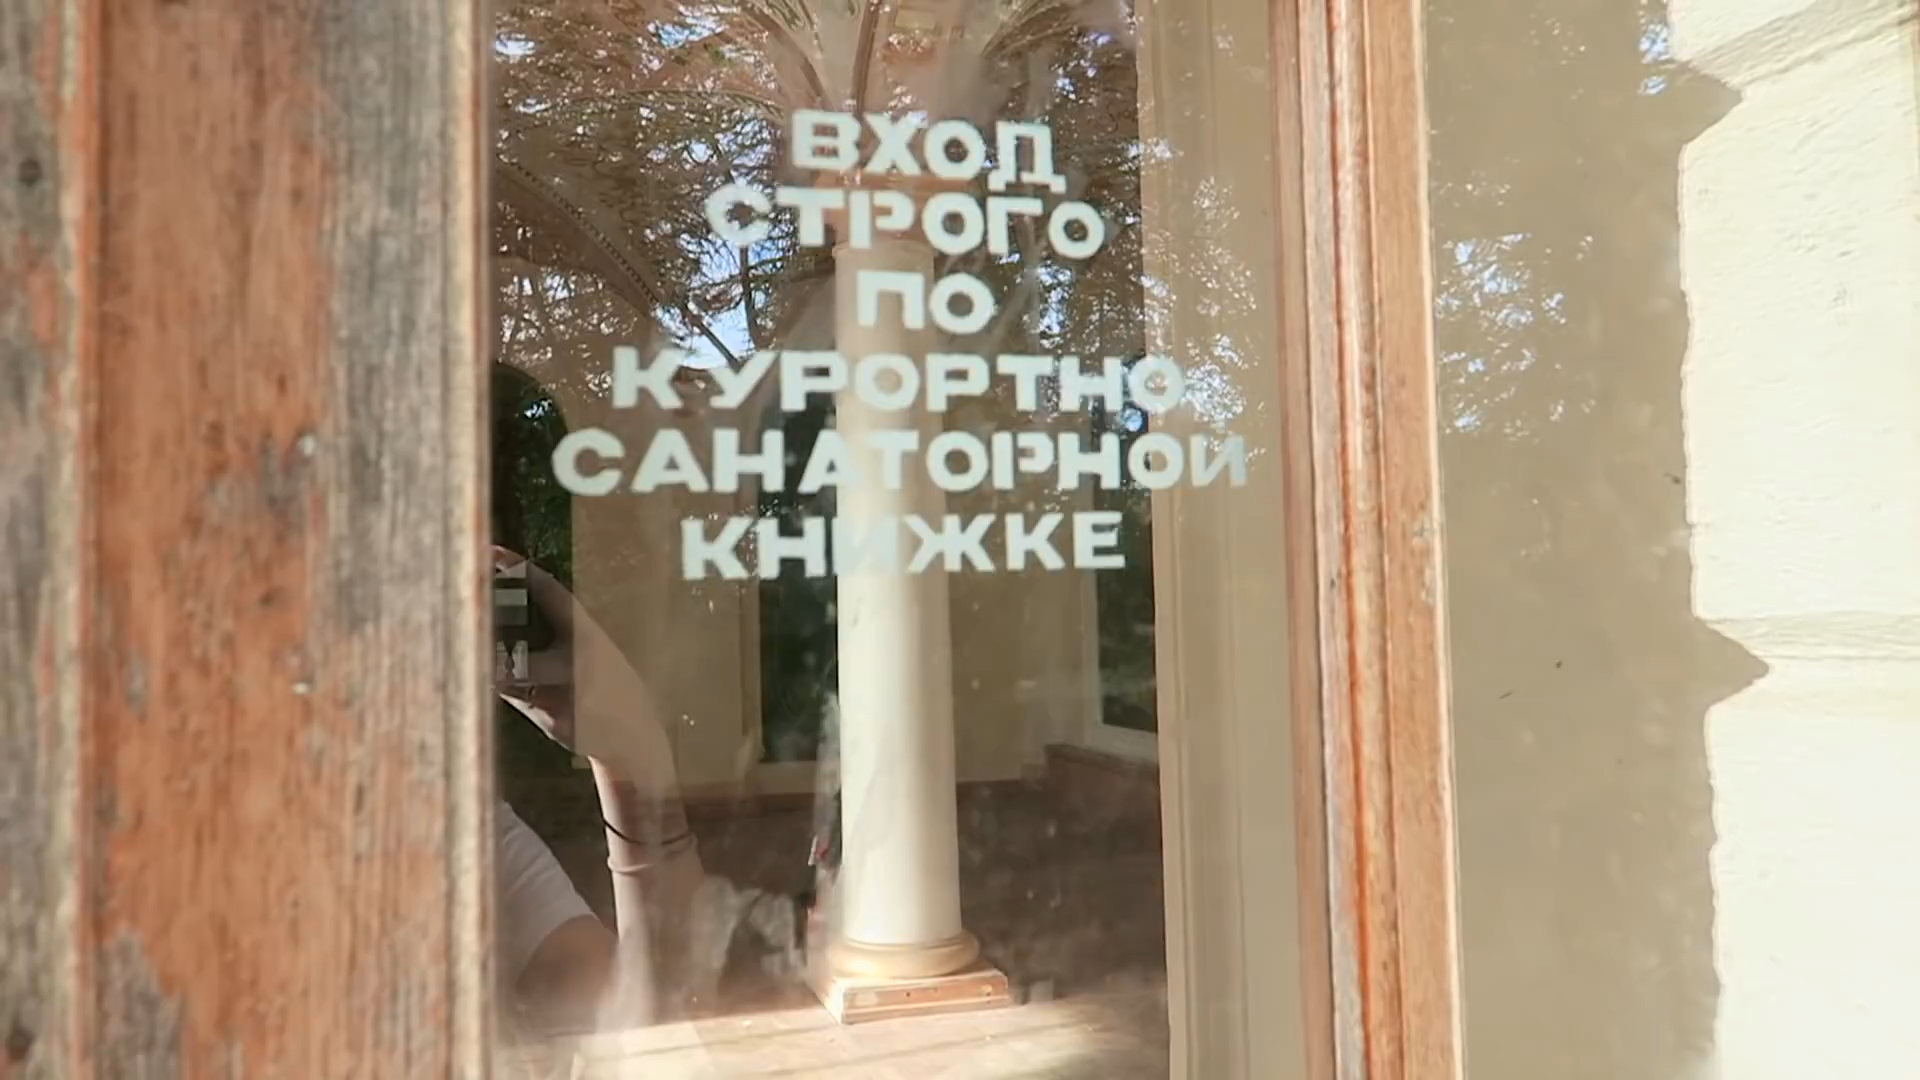 ВХОД
СТРОГО
ПО
КУРОРТНО
САНАТОРНОЙ
КНИЖКЕ